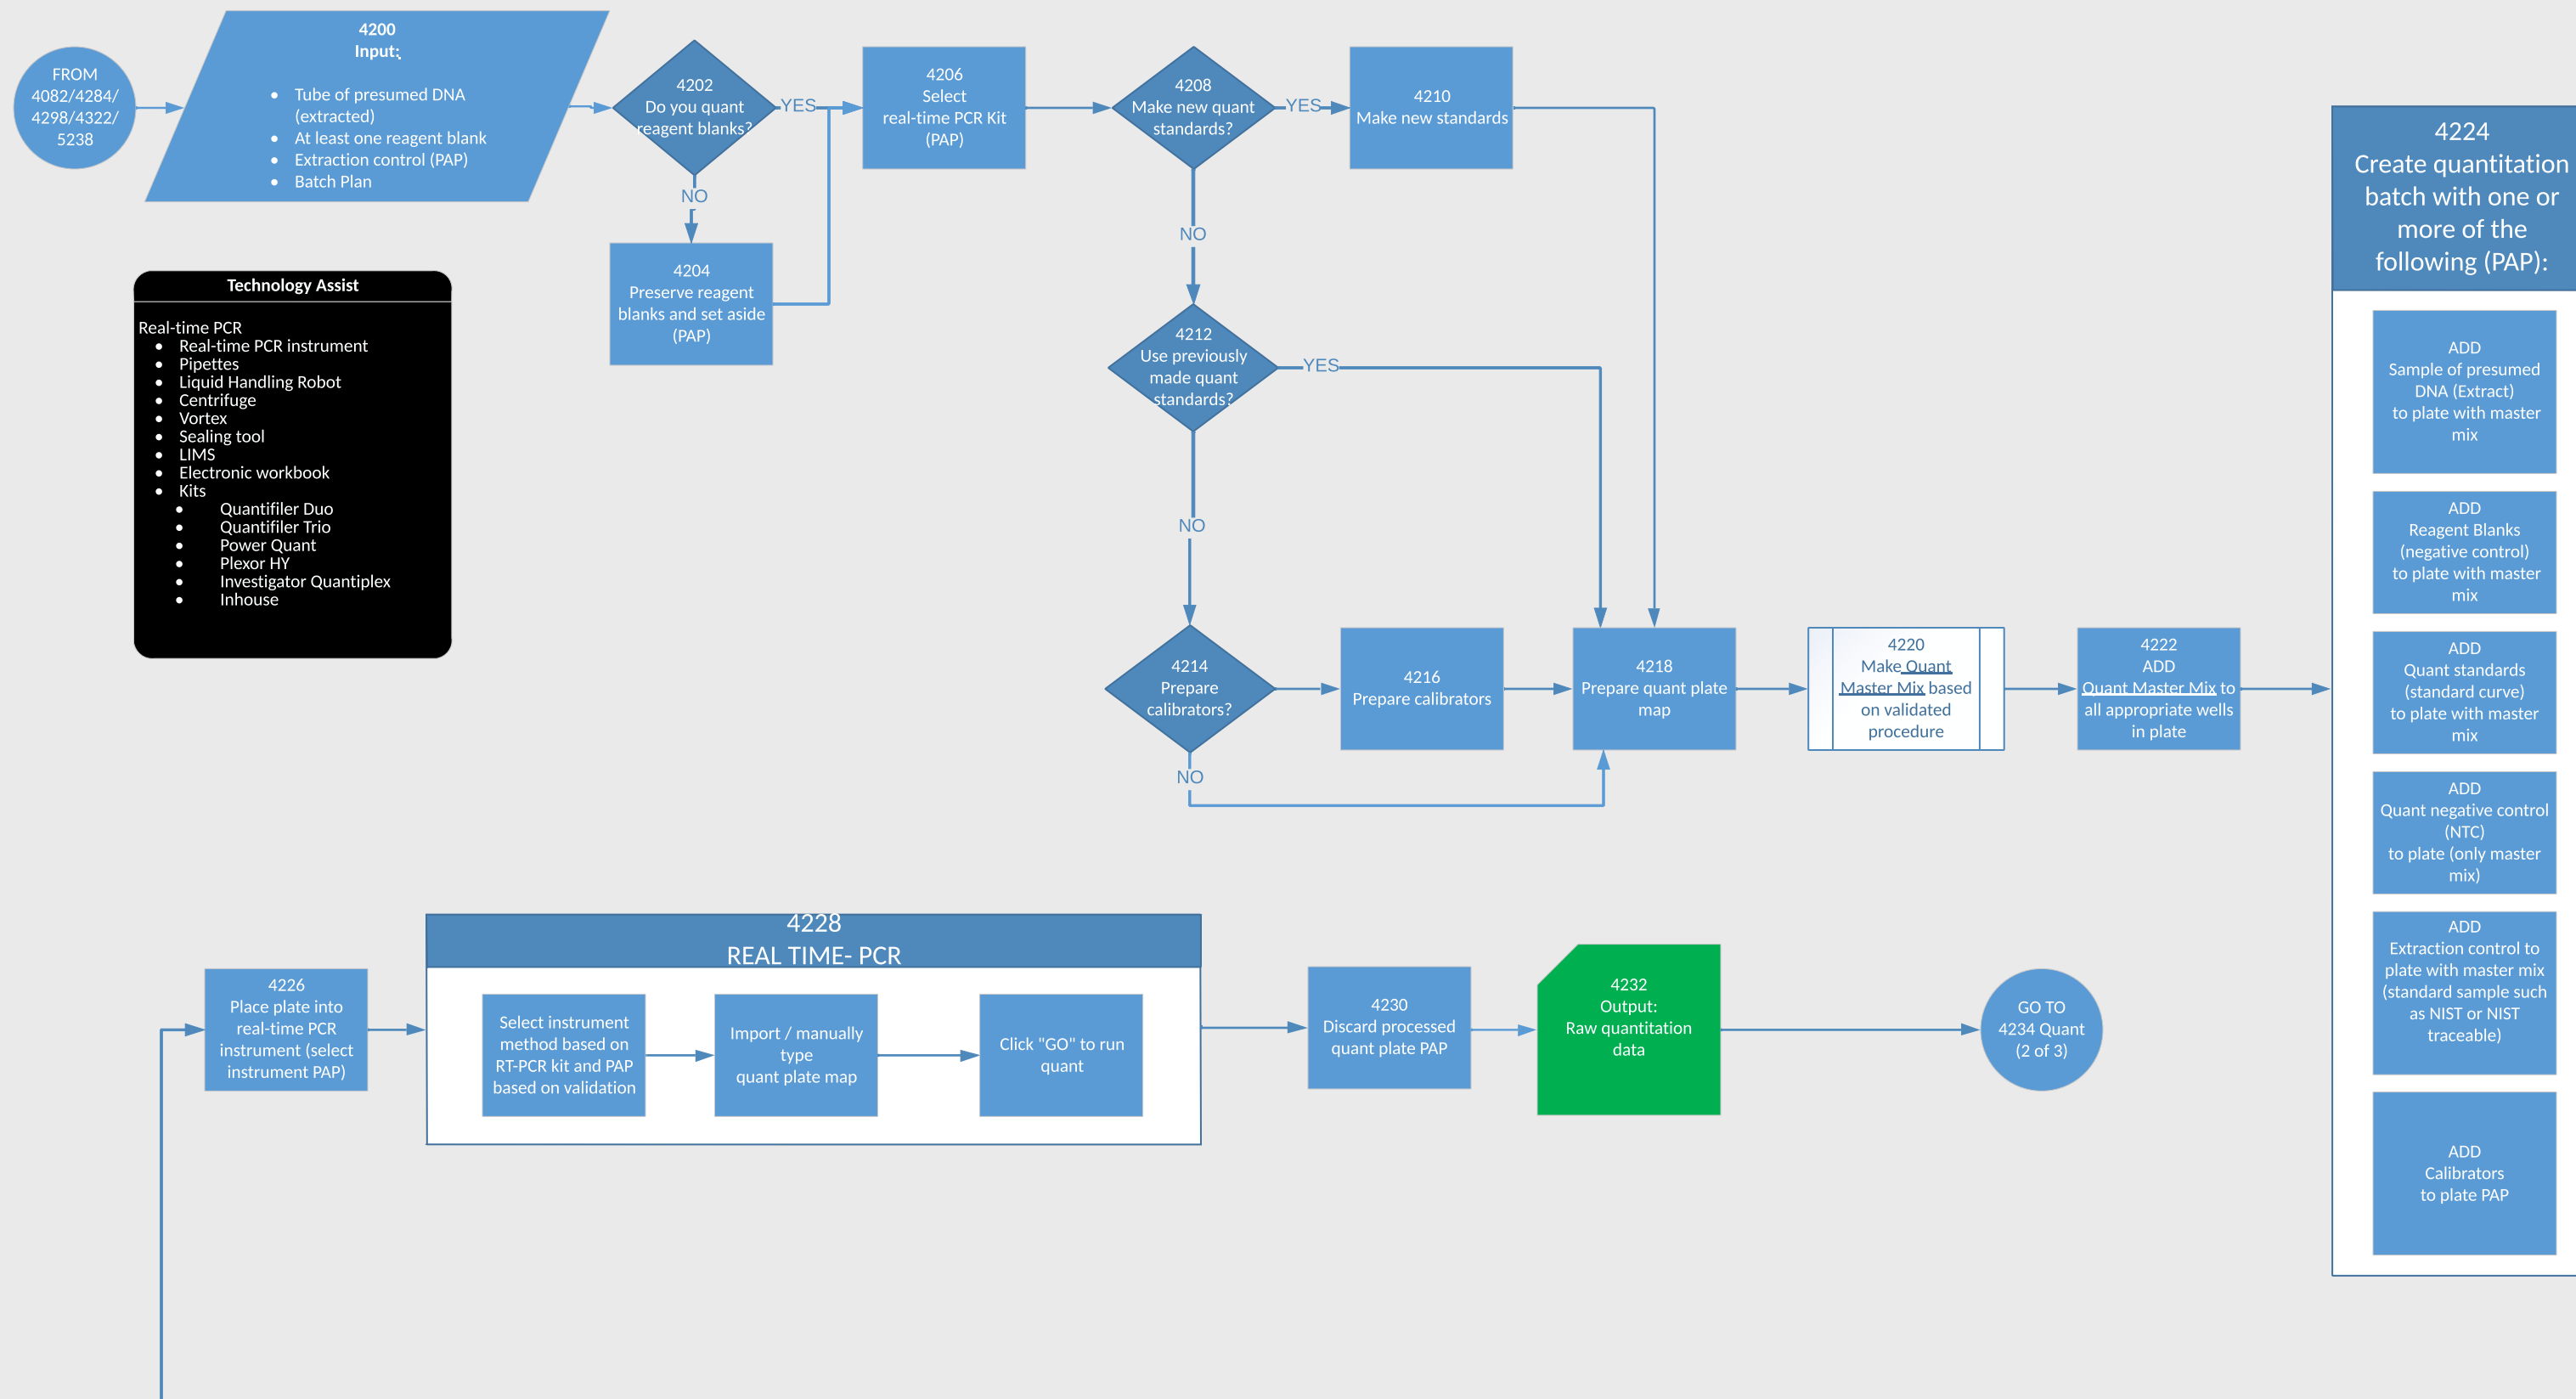 FROM
4082/4284/
4298/4322/
5238
4200
Input:
Tube of presumed DNA
(extracted)
At least one reagent blank
Extraction control (PAP)
Batch Plan
4202
Do you quant
reagent blanks?
YES
NO
4204
Preserve reagent
blanks and set aside
(PAP)
4206
Select
real-time PCR Kit
(PAP)
4208
Make new quant
standards?
YES
4210
Make new standards
NO
4212
Use previously
made quant
standards?
YES
NO
4214
Prepare
calibrators?
NO
4216
Prepare calibrators
4218
Prepare quant plate
map
4220
Make Quant
Master Mix based
on validated
procedure
4222
ADD
Quant Master Mix to
all appropriate wells
in plate
4224
Create quantitation
batch with one or
more of the
following (PAP):
ADD
Sample of presumed
DNA (Extract)
to plate with master
mix
ADD
Reagent Blanks
(negative control)
to plate with master
mix
ADD
Quant standards
(standard curve)
to plate with master
mix
ADD
Quant negative control
(NTC)
to plate (only master
mix)
ADD
Extraction control to
plate with master mix
(standard sample such
as NIST or NIST
traceable)
ADD
Calibrators
to plate PAP
Technology Assist
Real-time PCR
Real-time PCR instrument
Pipettes
Liquid Handling Robot
Centrifuge
Vortex
Sealing tool
LIMS
Electronic workbook
Kits
Quantifiler Duo
Quantifiler Trio
Power Quant
Plexor HY
Investigator Quantiplex
Inhouse
4226
Place plate into
real-time PCR
instrument (select
instrument PAP)
4228
REAL TIME- PCR
Select instrument
method based on
RT-PCR kit and PAP
based on validation
Import / manually
type
quant plate map
Click "GO" to run
quant
4230
Discard processed
quant plate PAP
4232
Output:
Raw quantitation
data
GO TO
4234 Quant
(2 of 3)